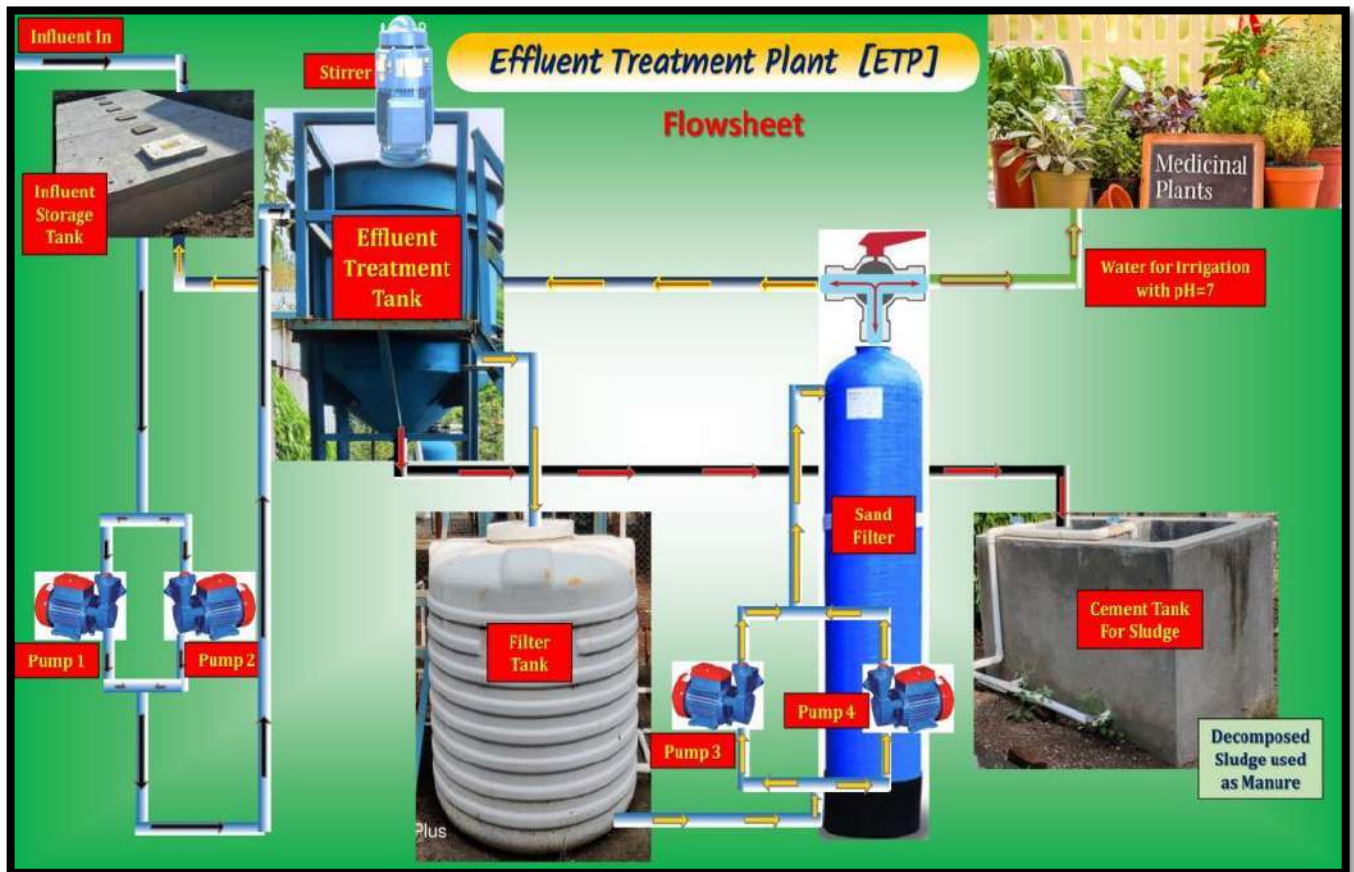 Effluent Treatment Plant [ETP]
Flowsheet
Influent In
Stirrer
Influent
Storage
Tank
Effluent
Treatment
Tank
Medicinal
Plants
Water for Irrigation
with pH=7
Sand
Filter
Pump 1
Pump 2
Filter
Tank
Pump 3
Pump 4
Cement Tank
For Sludge
Decomposed
Sludge used
as Manure
Plus